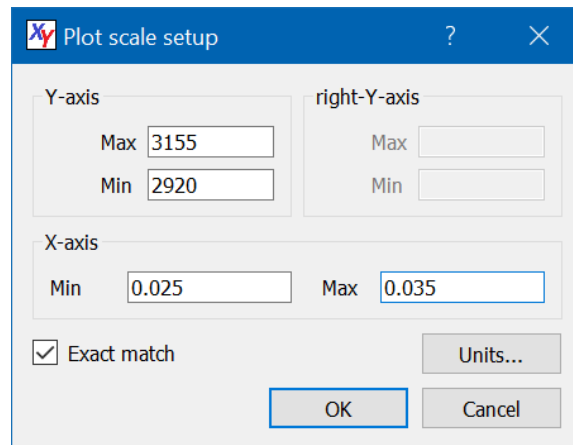 XY Plot scale setup ? ×
Y-axis right-Y-axis
Max 3155 Max
Min 2920 Min
X-axis
Min 0.025 Max 0.035
Exact match Units...
OK Cancel